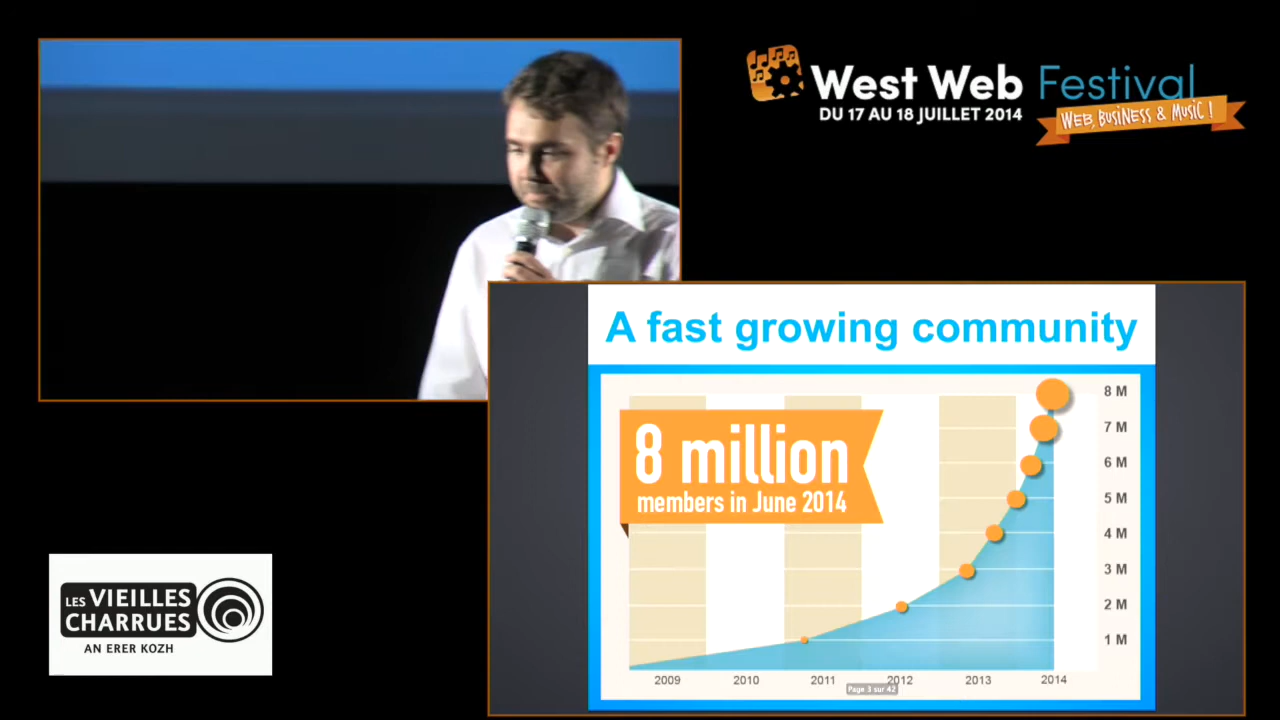 West Web Festival
DU 17 AU 18 JUILLET 2014
WEB, BUSINESS & MUSIC !
A fast growing community
8 million
members in June 2014
8 M
7 M
6 M
5 M
4 M
3 M
2 M
1 M
2009 2010 2011 2012 2013 2014
Page 3 sur 42
LES VIEILLES
CHARRUES
AN ERER KOZH